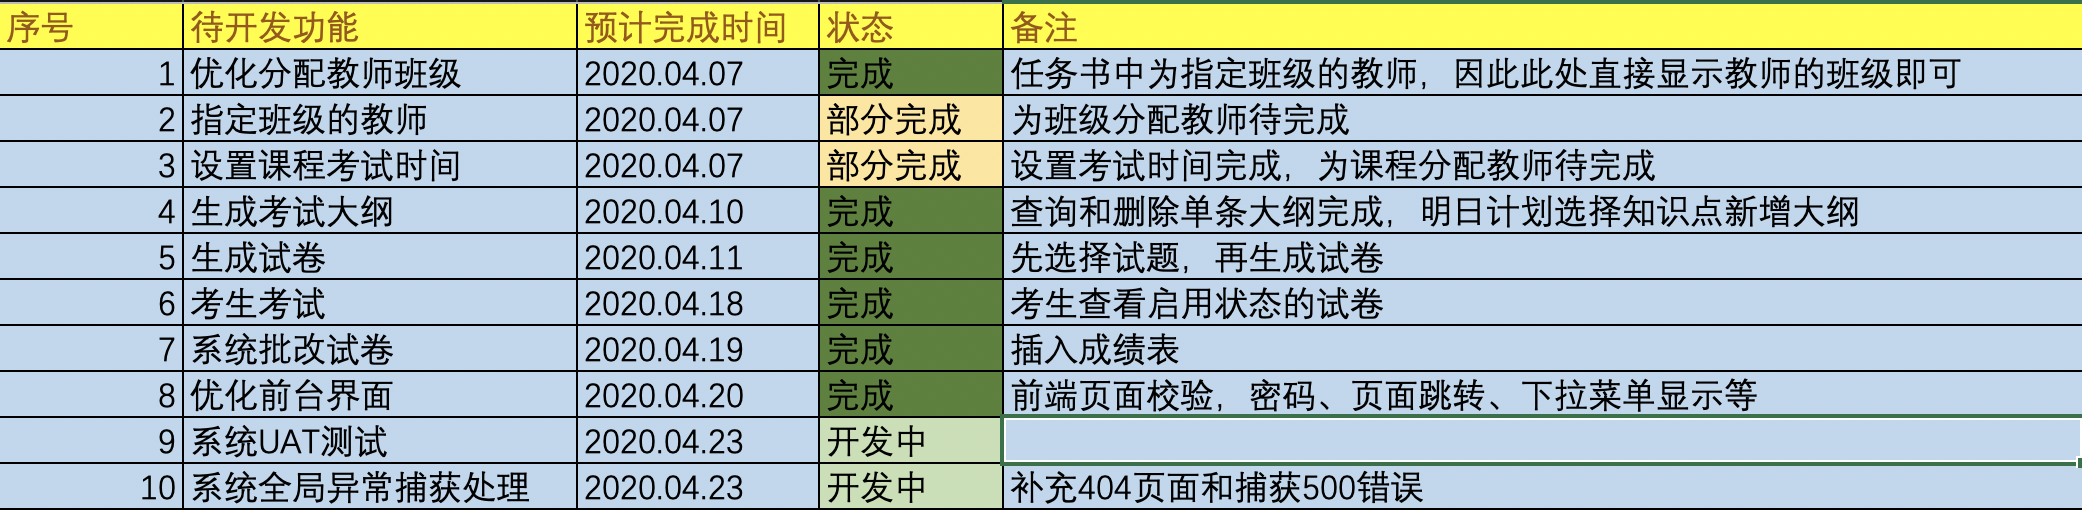 序号 待开发功能 预计完成时间 状态 备注
1 优化分配教师班级 2020.04.07 完成 任务书中为指定班级的教师，因此此处直接显示教师的班级即可
2 指定班级的教师 2020.04.07 部分完成 为班级分配教师待完成
3 设置课程考试时间 2020.04.07 部分完成 设置考试时间完成，为课程分配教师待完成
4 生成考试大纲 2020.04.10 完成 查询和删除单条大纲完成，明日计划选择知识点新增大纲
5 生成试卷 2020.04.11 完成 先选择试题，再生成试卷
6 考生考试 2020.04.18 完成 考生查看启用状态的试卷
7 系统批改试卷 2020.04.19 完成 插入成绩表
8 优化前台界面 2020.04.20 完成 前端页面校验，密码、页面跳转、下拉菜单显示等
9 系统UAT测试 2020.04.23 开发中
10 系统全局异常捕获处理 2020.04.23 开发中 补充404页面和捕获500错误